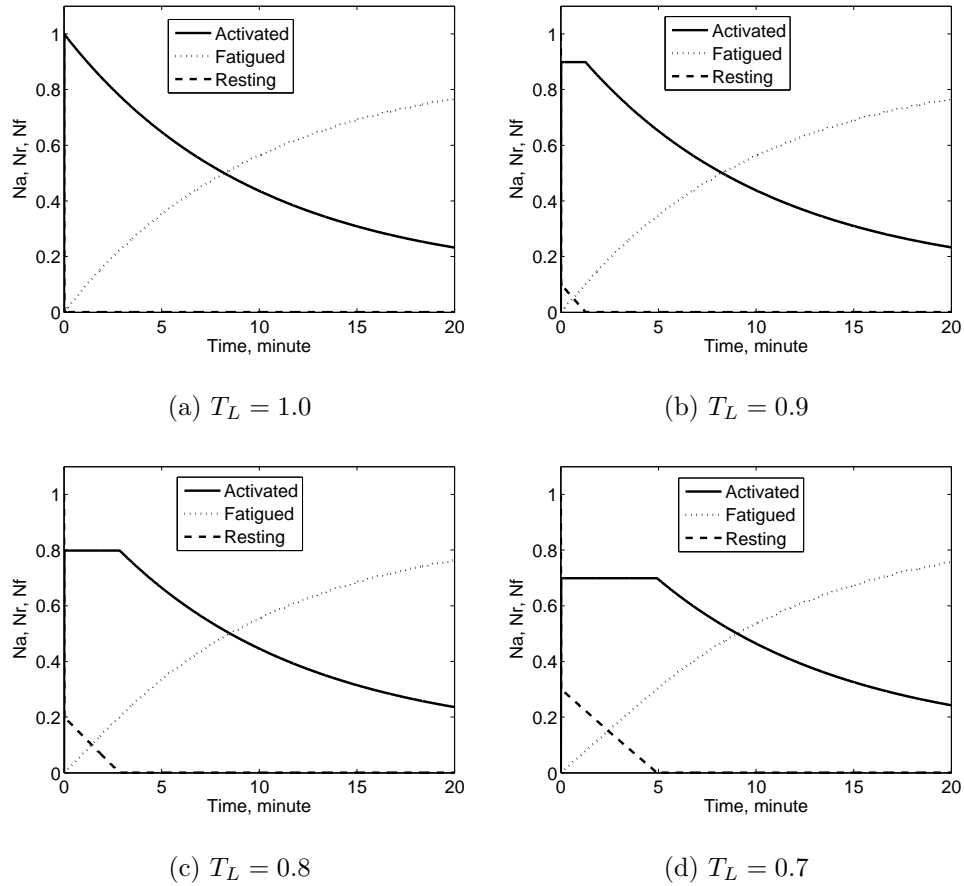 Na, Nr, Nf
1
0.8
0.6
0.4
0.2
0
0 5 10 15 20
Time, minute
Activated
Fatigued
Resting
(a) T_L = 1.0
Na, Nr, Nf
1
0.8
0.6
0.4
0.2
0
0 5 10 15 20
Time, minute
Activated
Fatigued
Resting
(b) T_L = 0.9
Na, Nr, Nf
1
0.8
0.6
0.4
0.2
0
0 5 10 15 20
Time, minute
Activated
Fatigued
Resting
(c) T_L = 0.8
Na, Nr, Nf
1
0.8
0.6
0.4
0.2
0
0 5 10 15 20
Time, minute
Activated
Fatigued
Resting
(d) T_L = 0.7